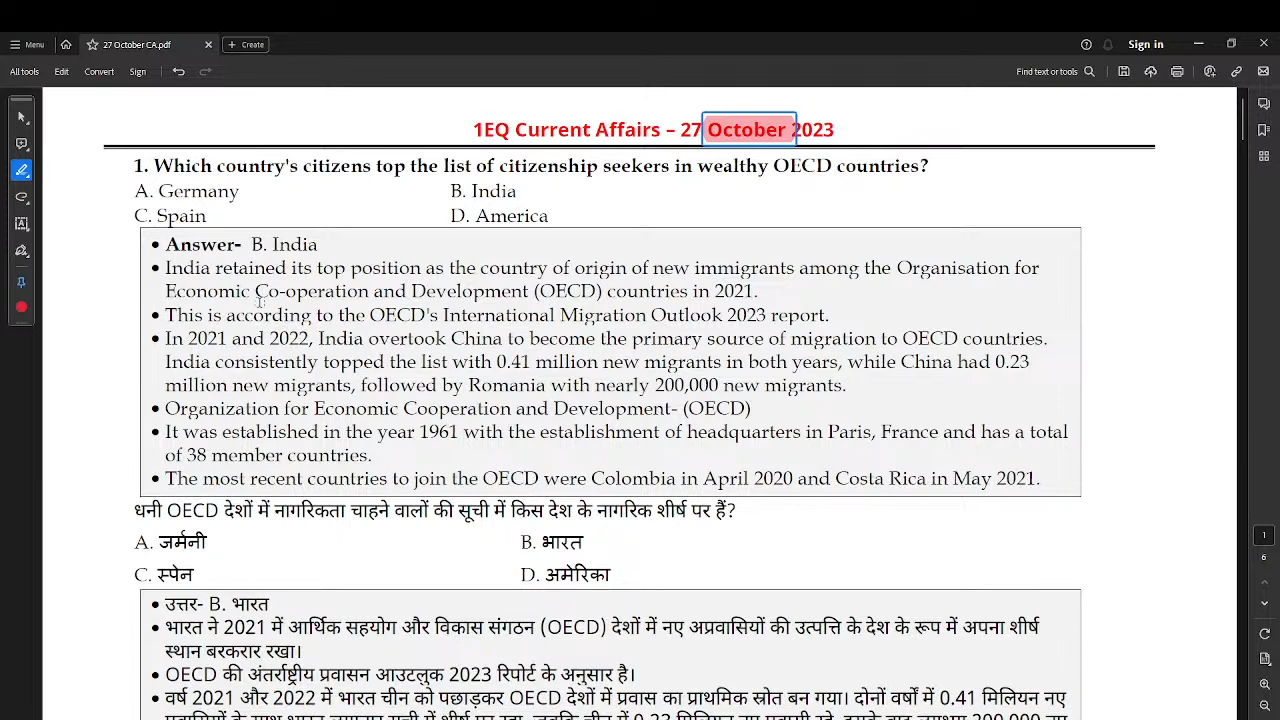 27 October CA.pdf
Create
Menu
Sign in
All tools Edit Convert Sign
Find text or tools
1EQ Current Affairs – 27 October 2023
1. Which country's citizens top the list of citizenship seekers in wealthy OECD countries?
A. Germany B. India
C. Spain D. America
• Answer- B. India
• India retained its top position as the country of origin of new immigrants among the Organisation for
Economic Co-operation and Development (OECD) countries in 2021.
• This is according to the OECD's International Migration Outlook 2023 report.
• In 2021 and 2022, India overtook China to become the primary source of migration to OECD countries.
India consistently topped the list with 0.41 million new migrants in both years, while China had 0.23
million new migrants, followed by Romania with nearly 200,000 new migrants.
• Organization for Economic Cooperation and Development- (OECD)
• It was established in the year 1961 with the establishment of headquarters in Paris, France and has a total
of 38 member countries.
• The most recent countries to join the OECD were Colombia in April 2020 and Costa Rica in May 2021.
धनी OECD देशों में नागरिकता चाहने वालों की सूची में किस देश के नागरिक शीर्ष पर हैं?
A. जर्मनी B. भारत
C. स्पेन D. अमेरिका
• उत्तर- B. भारत
• भारत ने 2021 में आर्थिक सहयोग और विकास संगठन (OECD) देशों में नए अप्रवासियों की उत्पत्ति के देश के रूप में अपना शीर्ष
स्थान बरकरार रखा।
• OECD की अंतर्राष्ट्रीय प्रवासन आउटलुक 2023 रिपोर्ट के अनुसार है।
• वर्ष 2021 और 2022 में भारत चीन को पछाड़कर OECD देशों में प्रवास का प्राथमिक स्रोत बन गया। दोनों वर्षों में 0.41 मिलियन नए
1
6